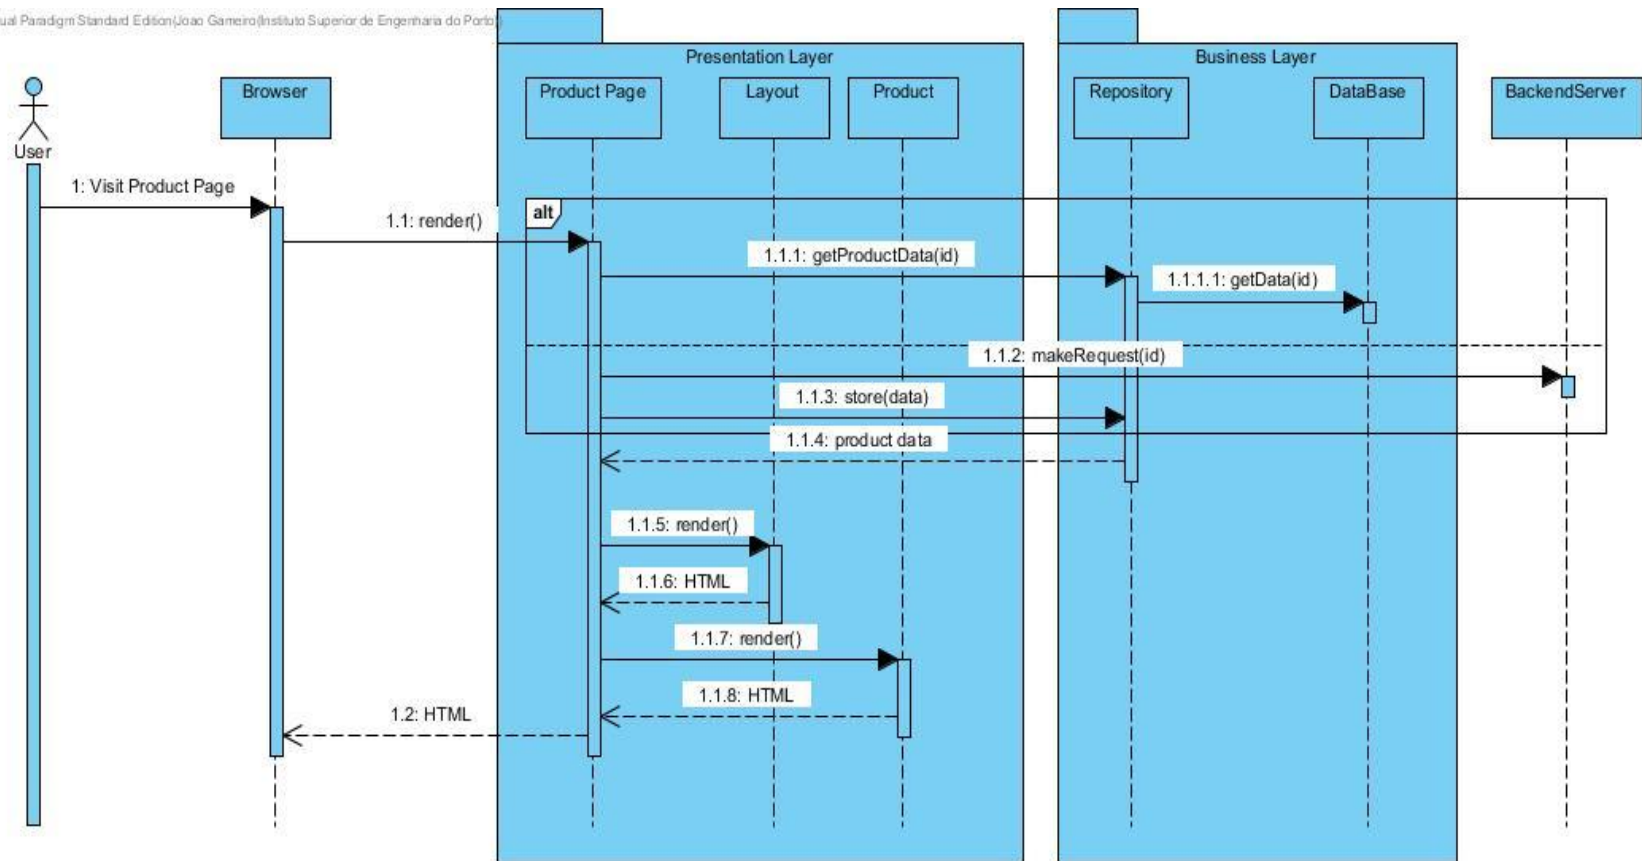 ual Paradigm Standard Edition(Joao Gameiro(Instituto Superior de Engenharia do Porto))
Presentation Layer
Business Layer
User
Browser
Product Page
Layout
Product
Repository
DataBase
BackendServer
1: Visit Product Page
alt
1.1: render()
1.1.1: getProductData(id)
1.1.1.1: getData(id)
1.1.2: makeRequest(id)
1.1.3: store(data)
1.1.4: product data
1.1.5: render()
1.1.6: HTML
1.1.7: render()
1.1.8: HTML
1.2: HTML